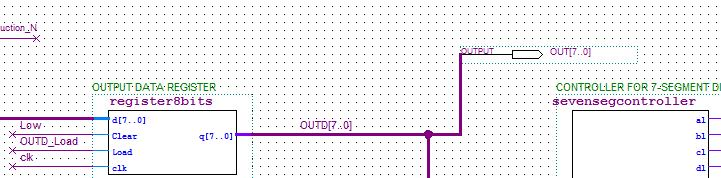 uction_N
OUTPUT
OUT[7..0]
OUTPUT DATA REGISTER
register8bits
d[7..0]
Low
Clear
q[7..0]
OUTD_Load
Load
clk
clk
OUTD[7..0]
CONTROLLER FOR 7-SEGMENT D
sevensegcontroller
a1
b1
c1
d1